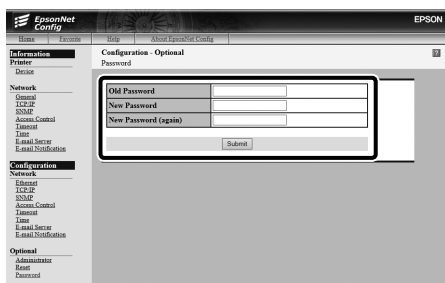 EpsonNet
Config
EPSON
Home Favorite Help About EpsonNet Config
Information
Printer
Device
Network
General
TCP/IP
SNMP
Access Control
Timeout
Time
E-mail Server
E-mail Notification
Configuration
Network
Ethernet
TCP/IP
SNMP
Access Control
Timeout
Time
E-mail Server
E-mail Notification
Optional
Administrator
Reset
Password
Configuration - Optional
?
Password
Old Password
New Password
New Password (again)
Submit